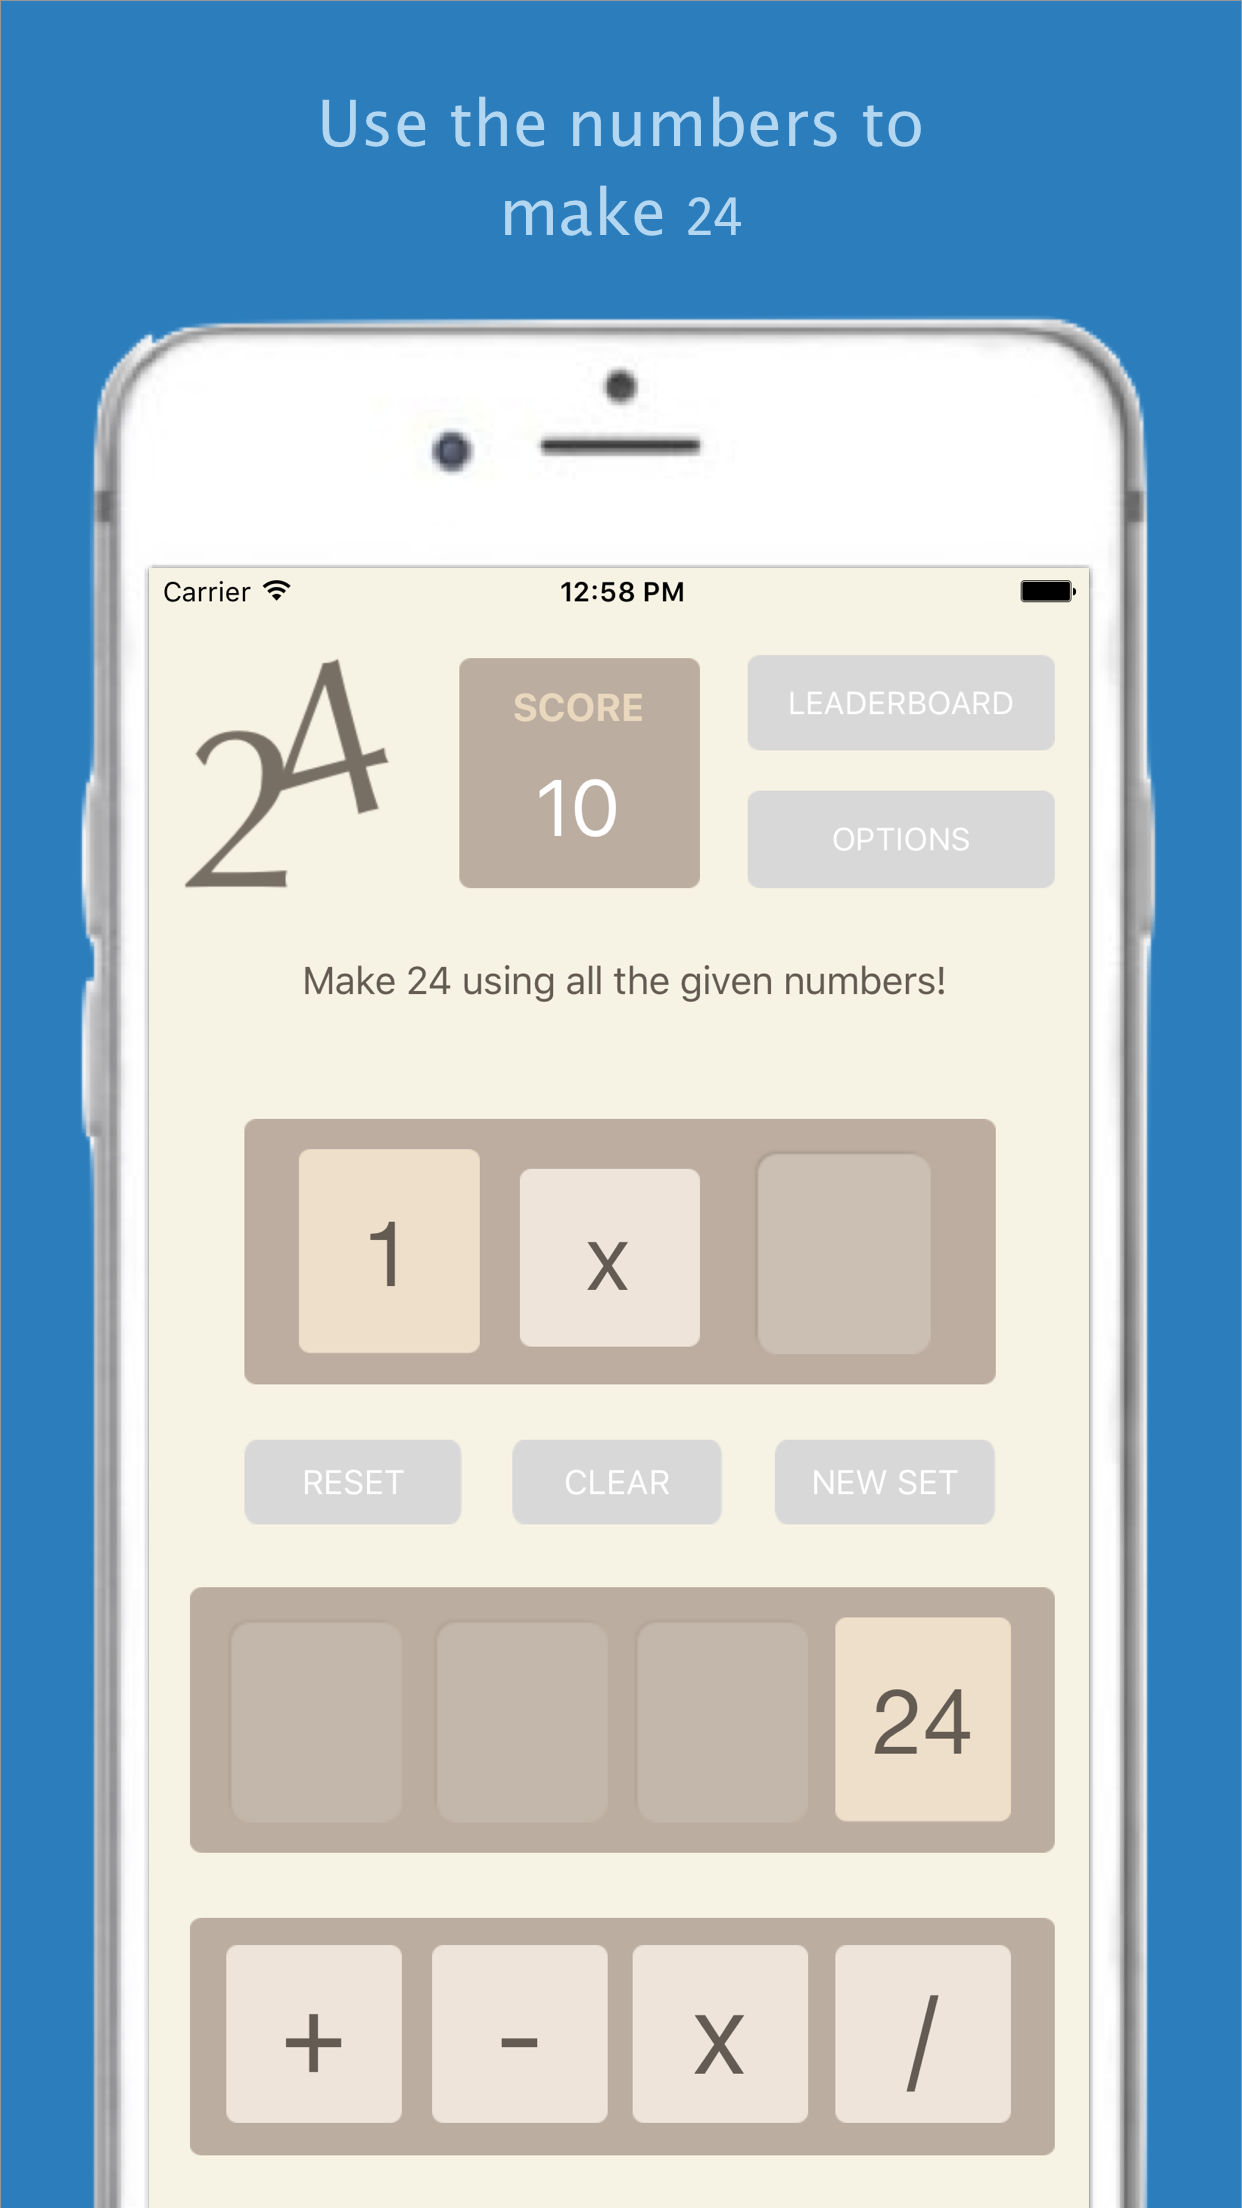 Use the numbers to
make 24
Carrier 12:58 PM
24
SCORE
10
LEADERBOARD
OPTIONS
Make 24 using all the given numbers!
1 x
RESET CLEAR NEW SET
24
+ - x /